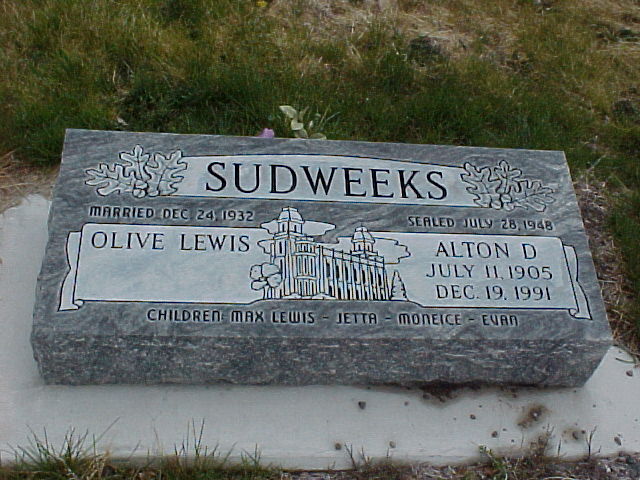 SUDWEEKS
MARRIED DEC 24, 1932
SEALED JULY 28, 1948
OLIVE LEWIS
ALTON D
JULY 11, 1905
DEC. 19, 1991
CHILDREN: MAX LEWIS - JETTA - MONEICE - EVAN